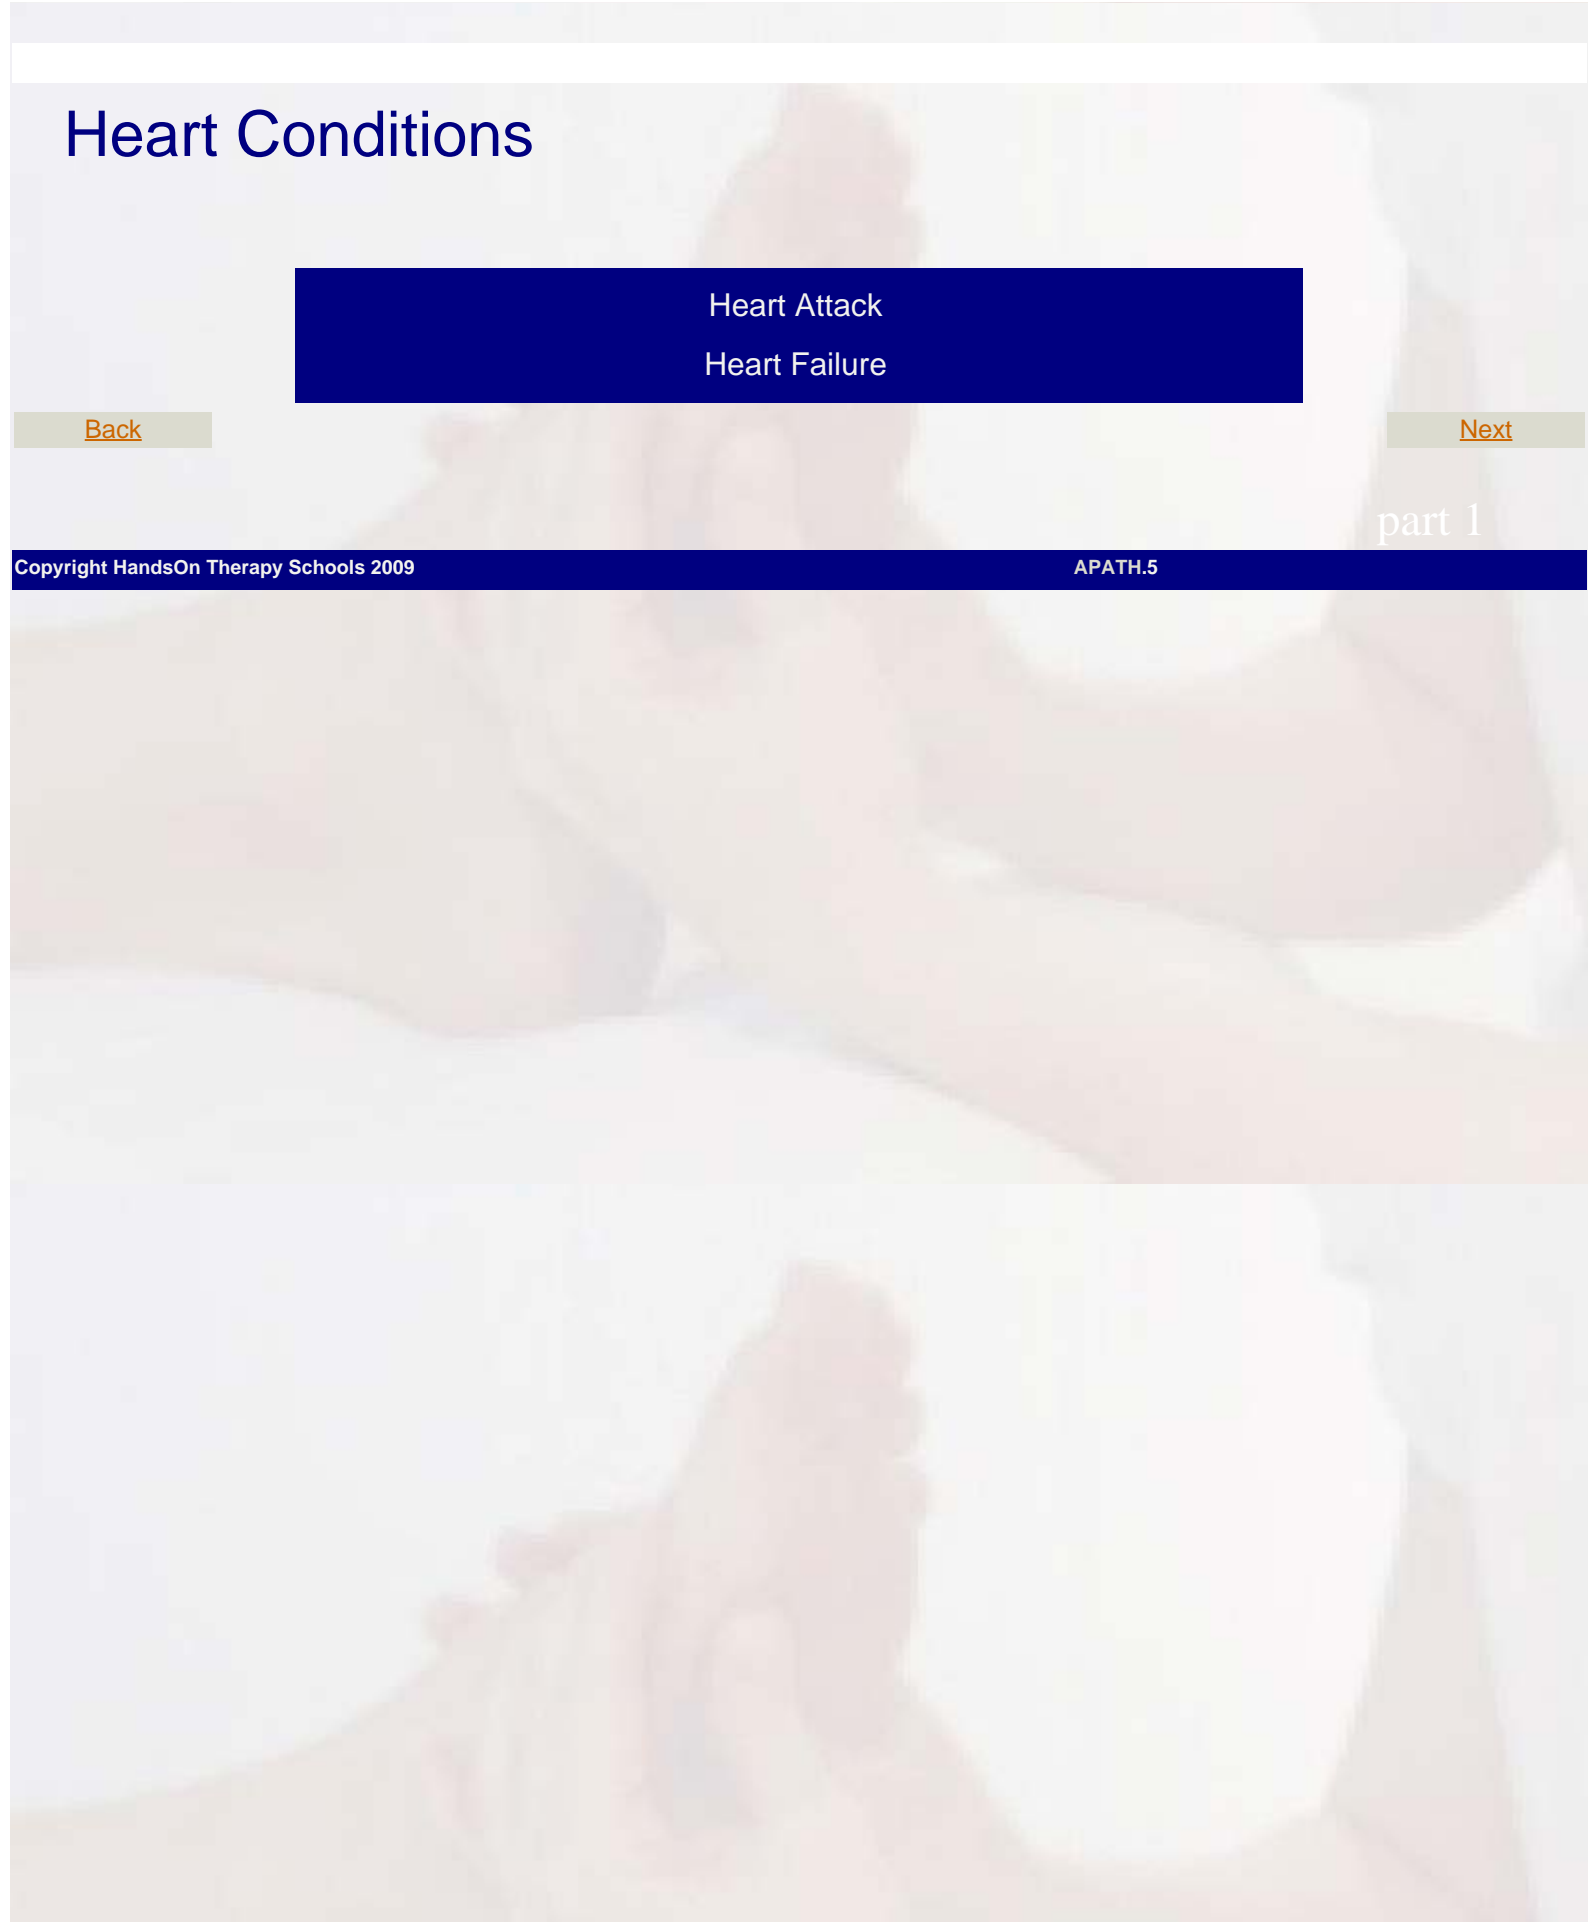 Heart Conditions
Heart Attack
Heart Failure
Back
Next
part 1
Copyright HandsOn Therapy Schools 2009 APATH.5